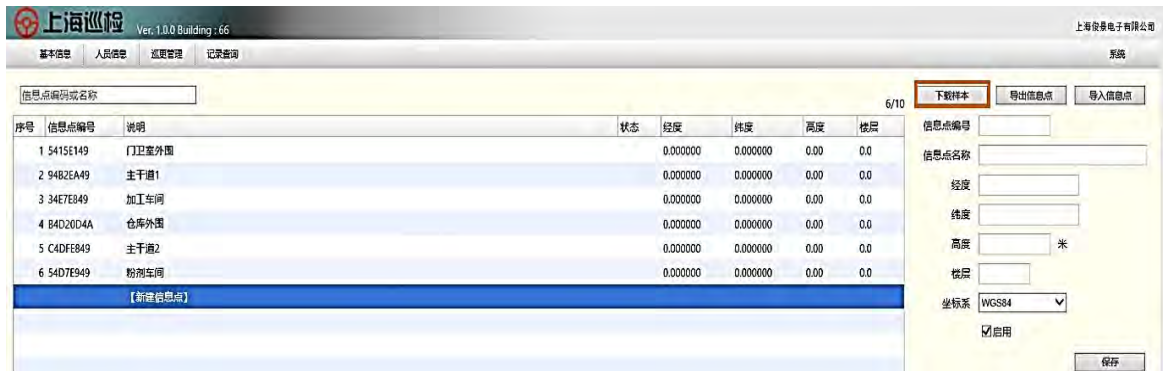 上海巡检 Ver. 1.0.0 Building : 66
上海俊景电子有限公司
基本信息 人员信息 巡更管理 记录查询 系统
信息点编码或名称
6/10
下载样本 导出信息点 导入信息点
序号 信息点编号 说明 状态 经度 纬度 高度 楼层
1 5415E149 门卫室外围 0.000000 0.000000 0.00 0.0
2 94B2EA49 主干道1 0.000000 0.000000 0.00 0.0
3 34E7E849 加工车间 0.000000 0.000000 0.00 0.0
4 B4D20D4A 仓库外围 0.000000 0.000000 0.00 0.0
5 C4DFE849 主干道2 0.000000 0.000000 0.00 0.0
6 54D7E949 粉剂车间 0.000000 0.000000 0.00 0.0
【新建信息点】
信息点编号
信息点名称
经度
纬度
高度 米
楼层
坐标系 WGS84
启用
保存